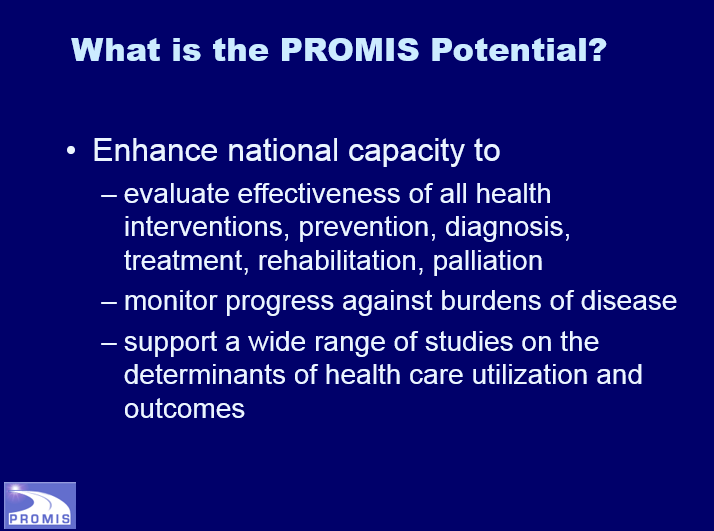 What is the PROMIS Potential?
• Enhance national capacity to
– evaluate effectiveness of all health
interventions, prevention, diagnosis,
treatment, rehabilitation, palliation
– monitor progress against burdens of disease
– support a wide range of studies on the
determinants of health care utilization and
outcomes
PROMIS